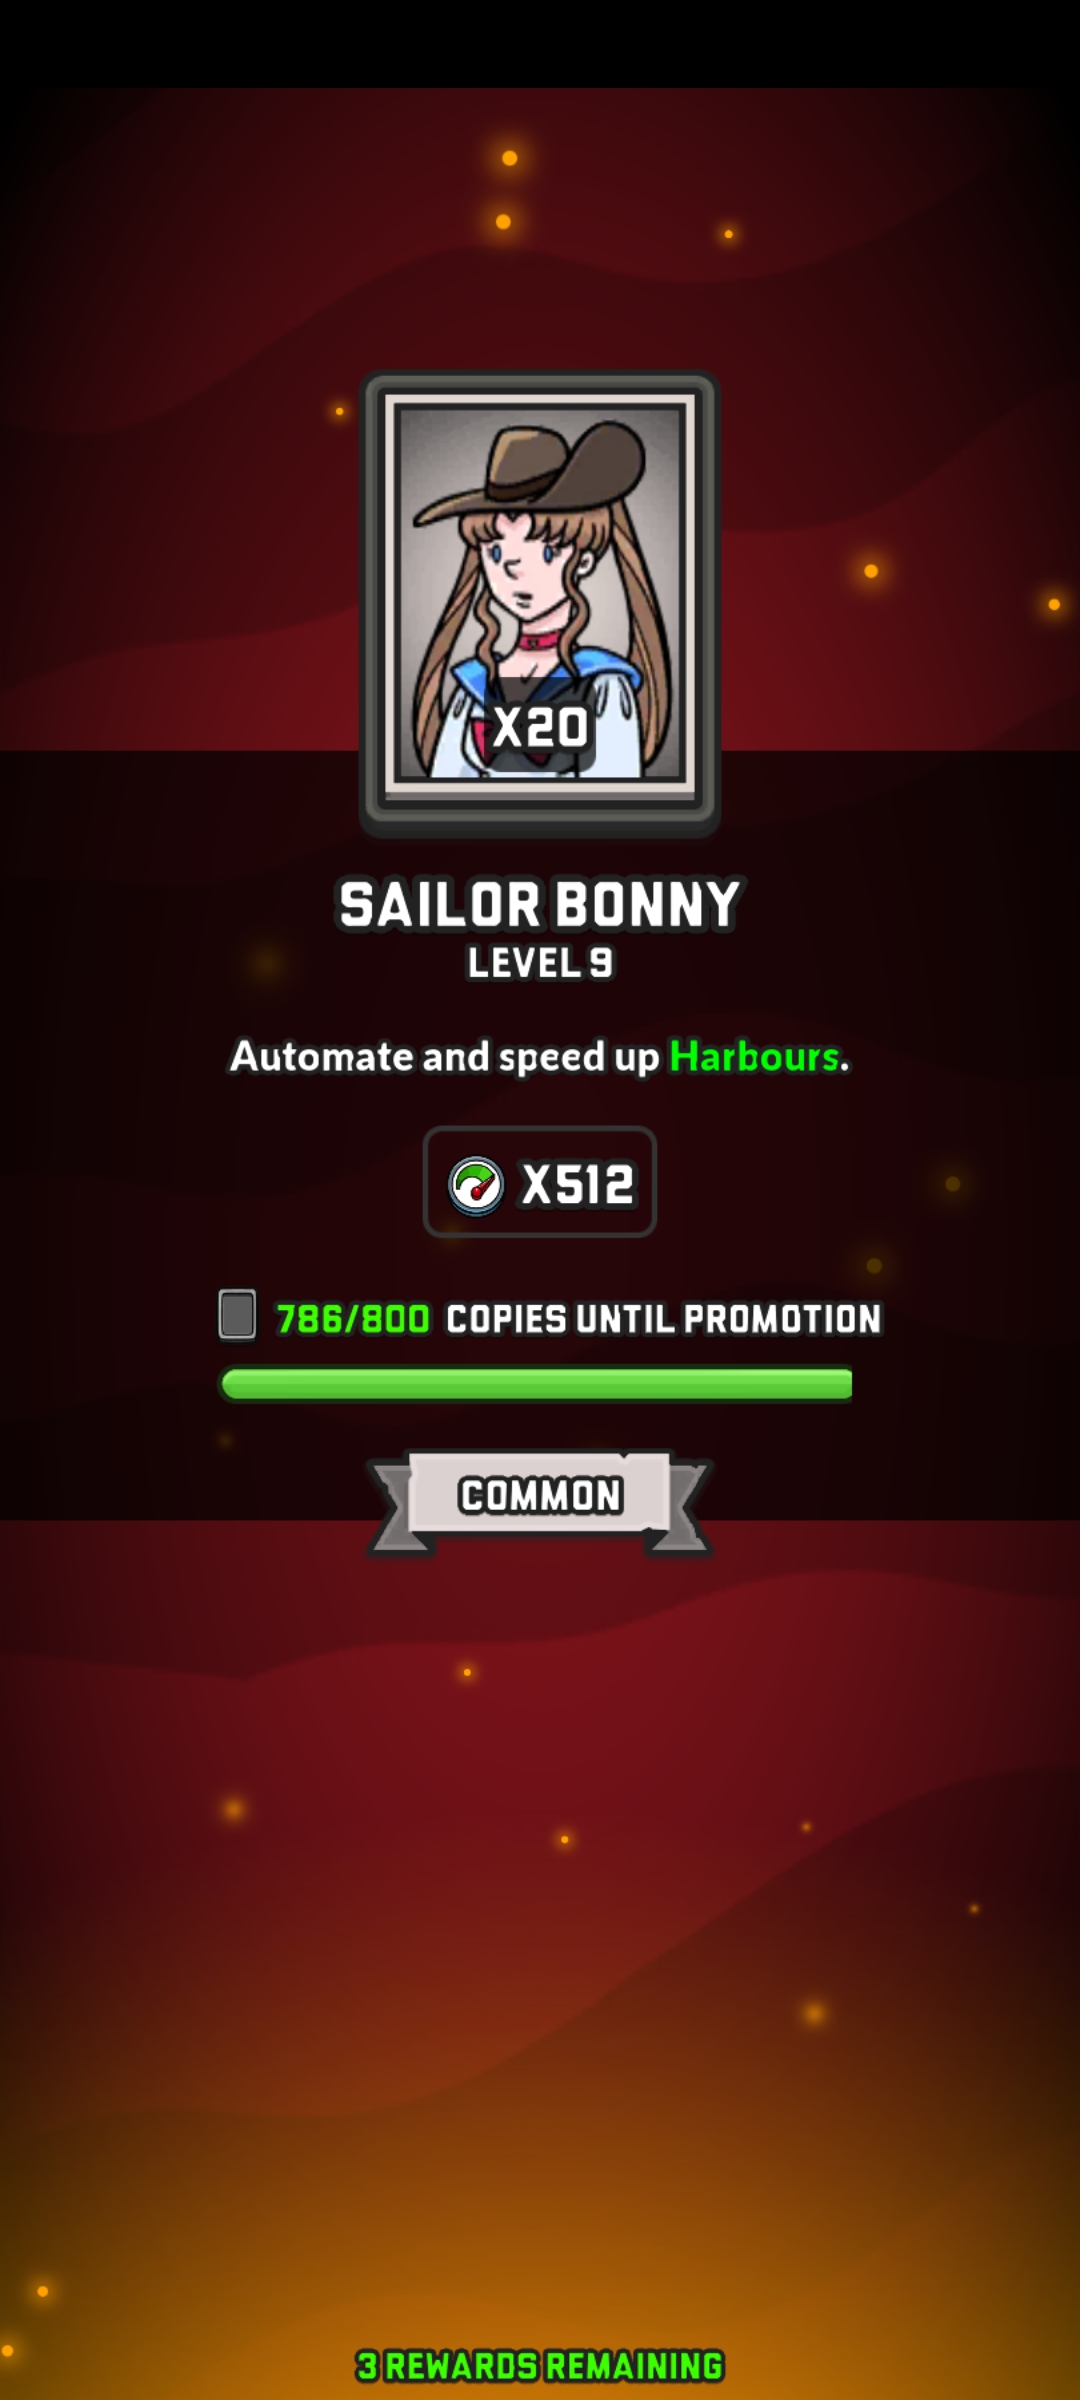 X20
SAILOR BONNY
LEVEL 9
Automate and speed up Harbours.
X512
786/800 COPIES UNTIL PROMOTION
COMMON
3 REWARDS REMAINING